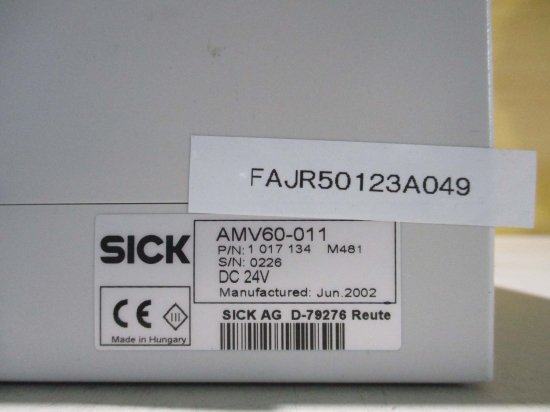 FAJR50123A049
SICK
AMV60-011
P/N: 1 017 134 M481
S/N: 0226
DC 24V
Manufactured: Jun.2002
CE III
Made in Hungary
SICK AG D-79276 Reute